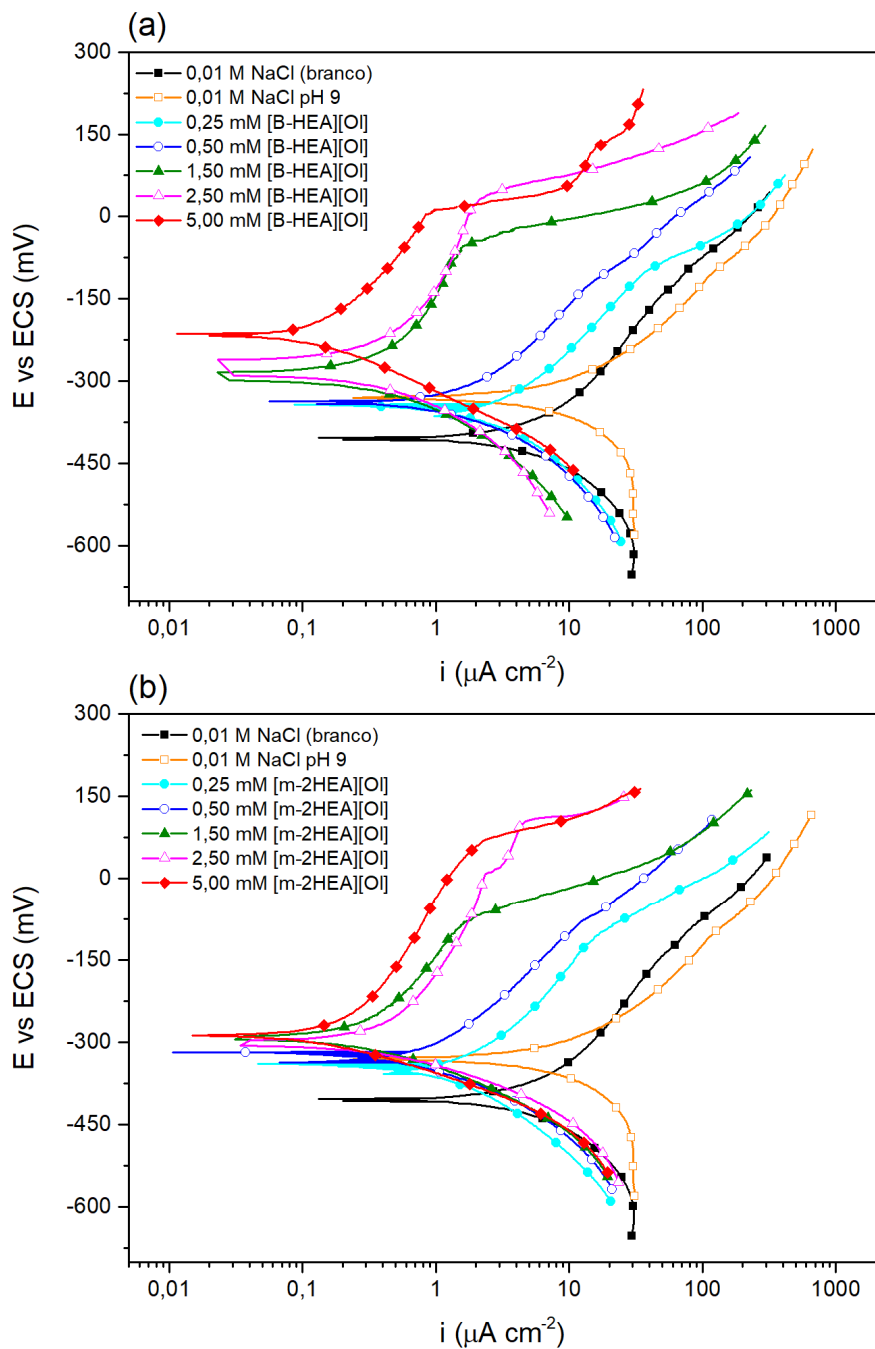 (a)
300
150
0
-150
-300
-450
-600
E vs ECS (mV)
0,01 M NaCl (branco)
0,01 M NaCl pH 9
0,25 mM [B-HEA][Ol]
0,50 mM [B-HEA][Ol]
1,50 mM [B-HEA][Ol]
2,50 mM [B-HEA][Ol]
5,00 mM [B-HEA][Ol]
0,01 0,1 1 10 100 1000
i (μA cm⁻²)
(b)
300
150
0
-150
-300
-450
-600
E vs ECS (mV)
0,01 M NaCl (branco)
0,01 M NaCl pH 9
0,25 mM [m-2HEA][Ol]
0,50 mM [m-2HEA][Ol]
1,50 mM [m-2HEA][Ol]
2,50 mM [m-2HEA][Ol]
5,00 mM [m-2HEA][Ol]
0,01 0,1 1 10 100 1000
i (μA cm⁻²)